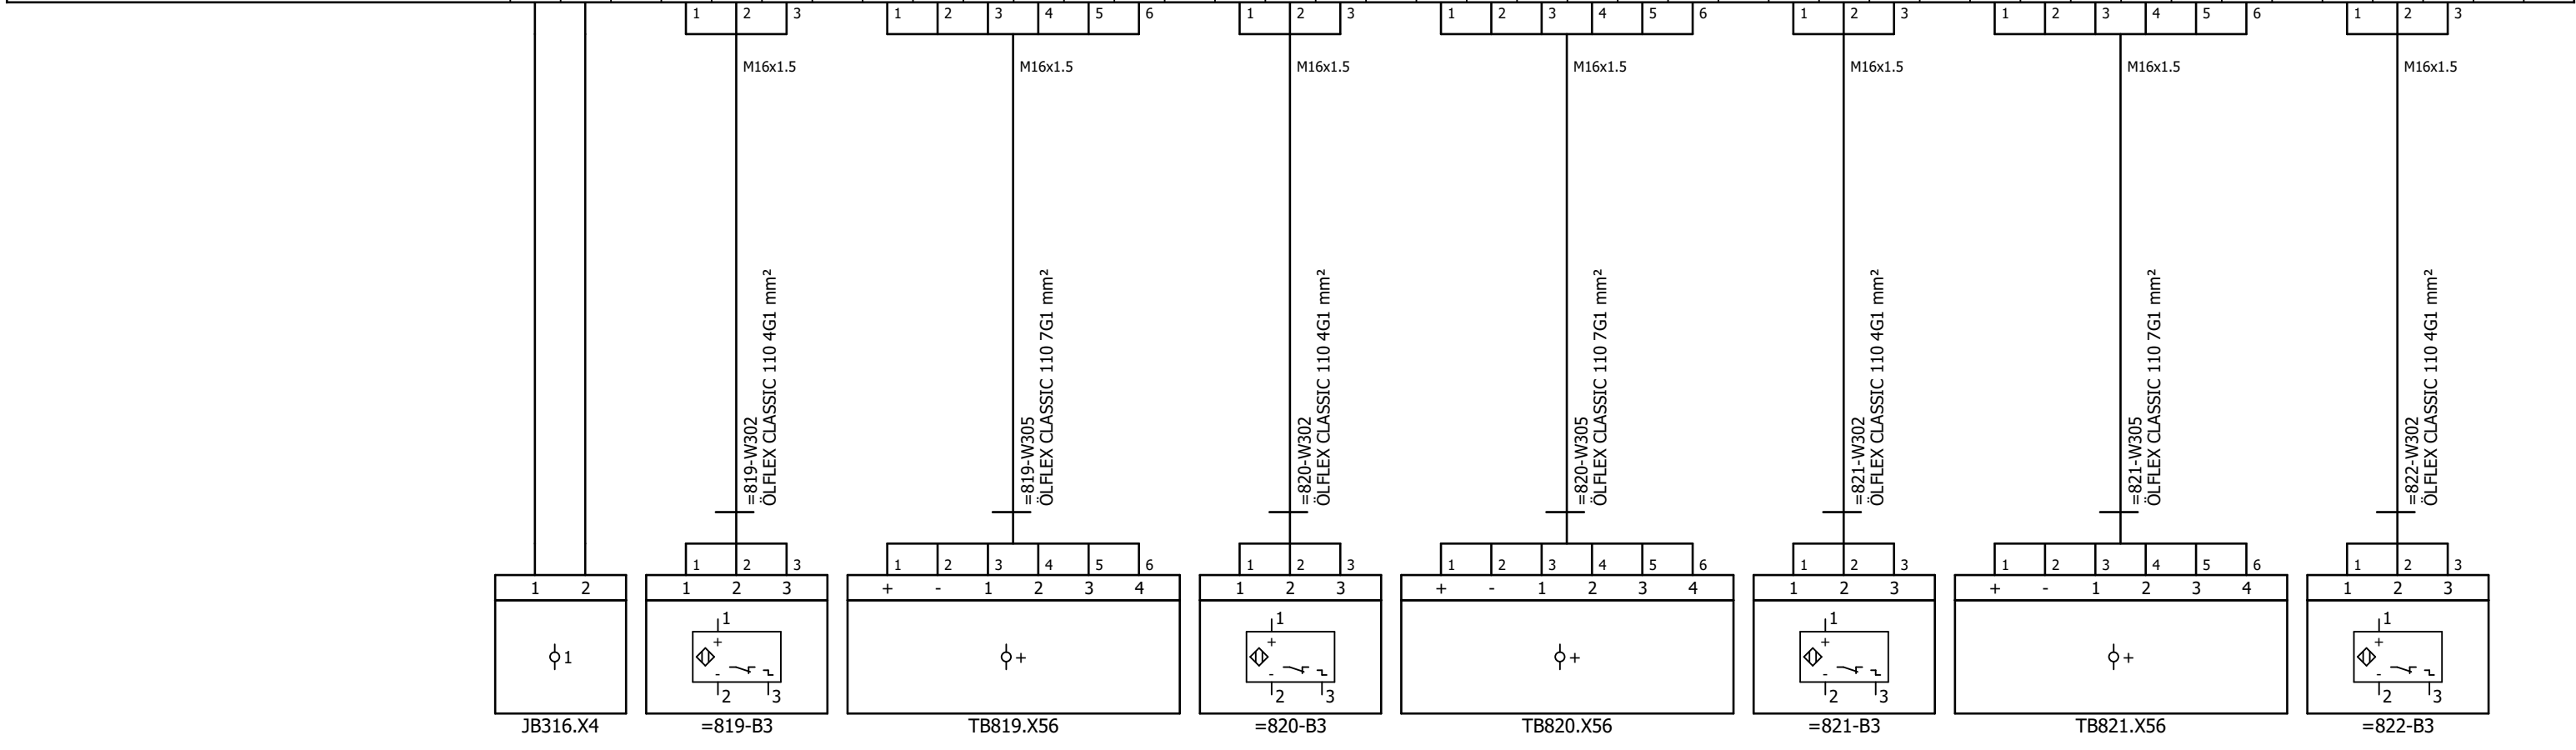 1 2 3 1 2 3 4 5 6 1 2 3 1 2 3 4 5 6 1 2 3 1 2 3 4 5 6 1 2 3
M16x1.5 M16x1.5 M16x1.5 M16x1.5 M16x1.5 M16x1.5 M16x1.5
=819-W302
ÖLFLEX CLASSIC 110 4G1 mm²
=819-W305
ÖLFLEX CLASSIC 110 7G1 mm²
=820-W302
ÖLFLEX CLASSIC 110 4G1 mm²
=820-W305
ÖLFLEX CLASSIC 110 7G1 mm²
=821-W302
ÖLFLEX CLASSIC 110 4G1 mm²
=821-W305
ÖLFLEX CLASSIC 110 7G1 mm²
=822-W302
ÖLFLEX CLASSIC 110 4G1 mm²
1 2 3 1 2 3 4 5 6 1 2 3 1 2 3 4 5 6 1 2 3 1 2 3 4 5 6 1 2 3
1 2 1 2 3 + - 1 2 3 4 1 2 3 + - 1 2 3 4 1 2 3 + - 1 2 3 4 1 2 3
1 1 1 1
+ + + +
1 + + +
- - - -
2 3 2 3 2 3 2 3
JB316.X4 =819-B3 TB819.X56 =820-B3 TB820.X56 =821-B3 TB821.X56 =822-B3